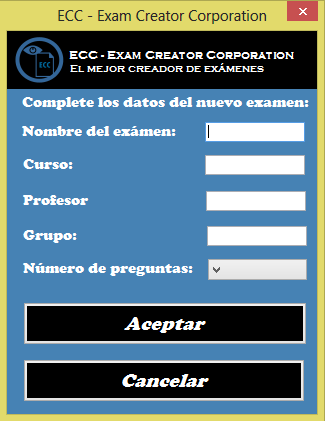 ECC - Exam Creator Corporation
ECC
ECC - Exam Creator Corporation
El mejor creador de exámenes
Complete los datos del nuevo examen:
Nombre del exámen:
Curso:
Profesor
Grupo:
Número de preguntas:
Aceptar
Cancelar